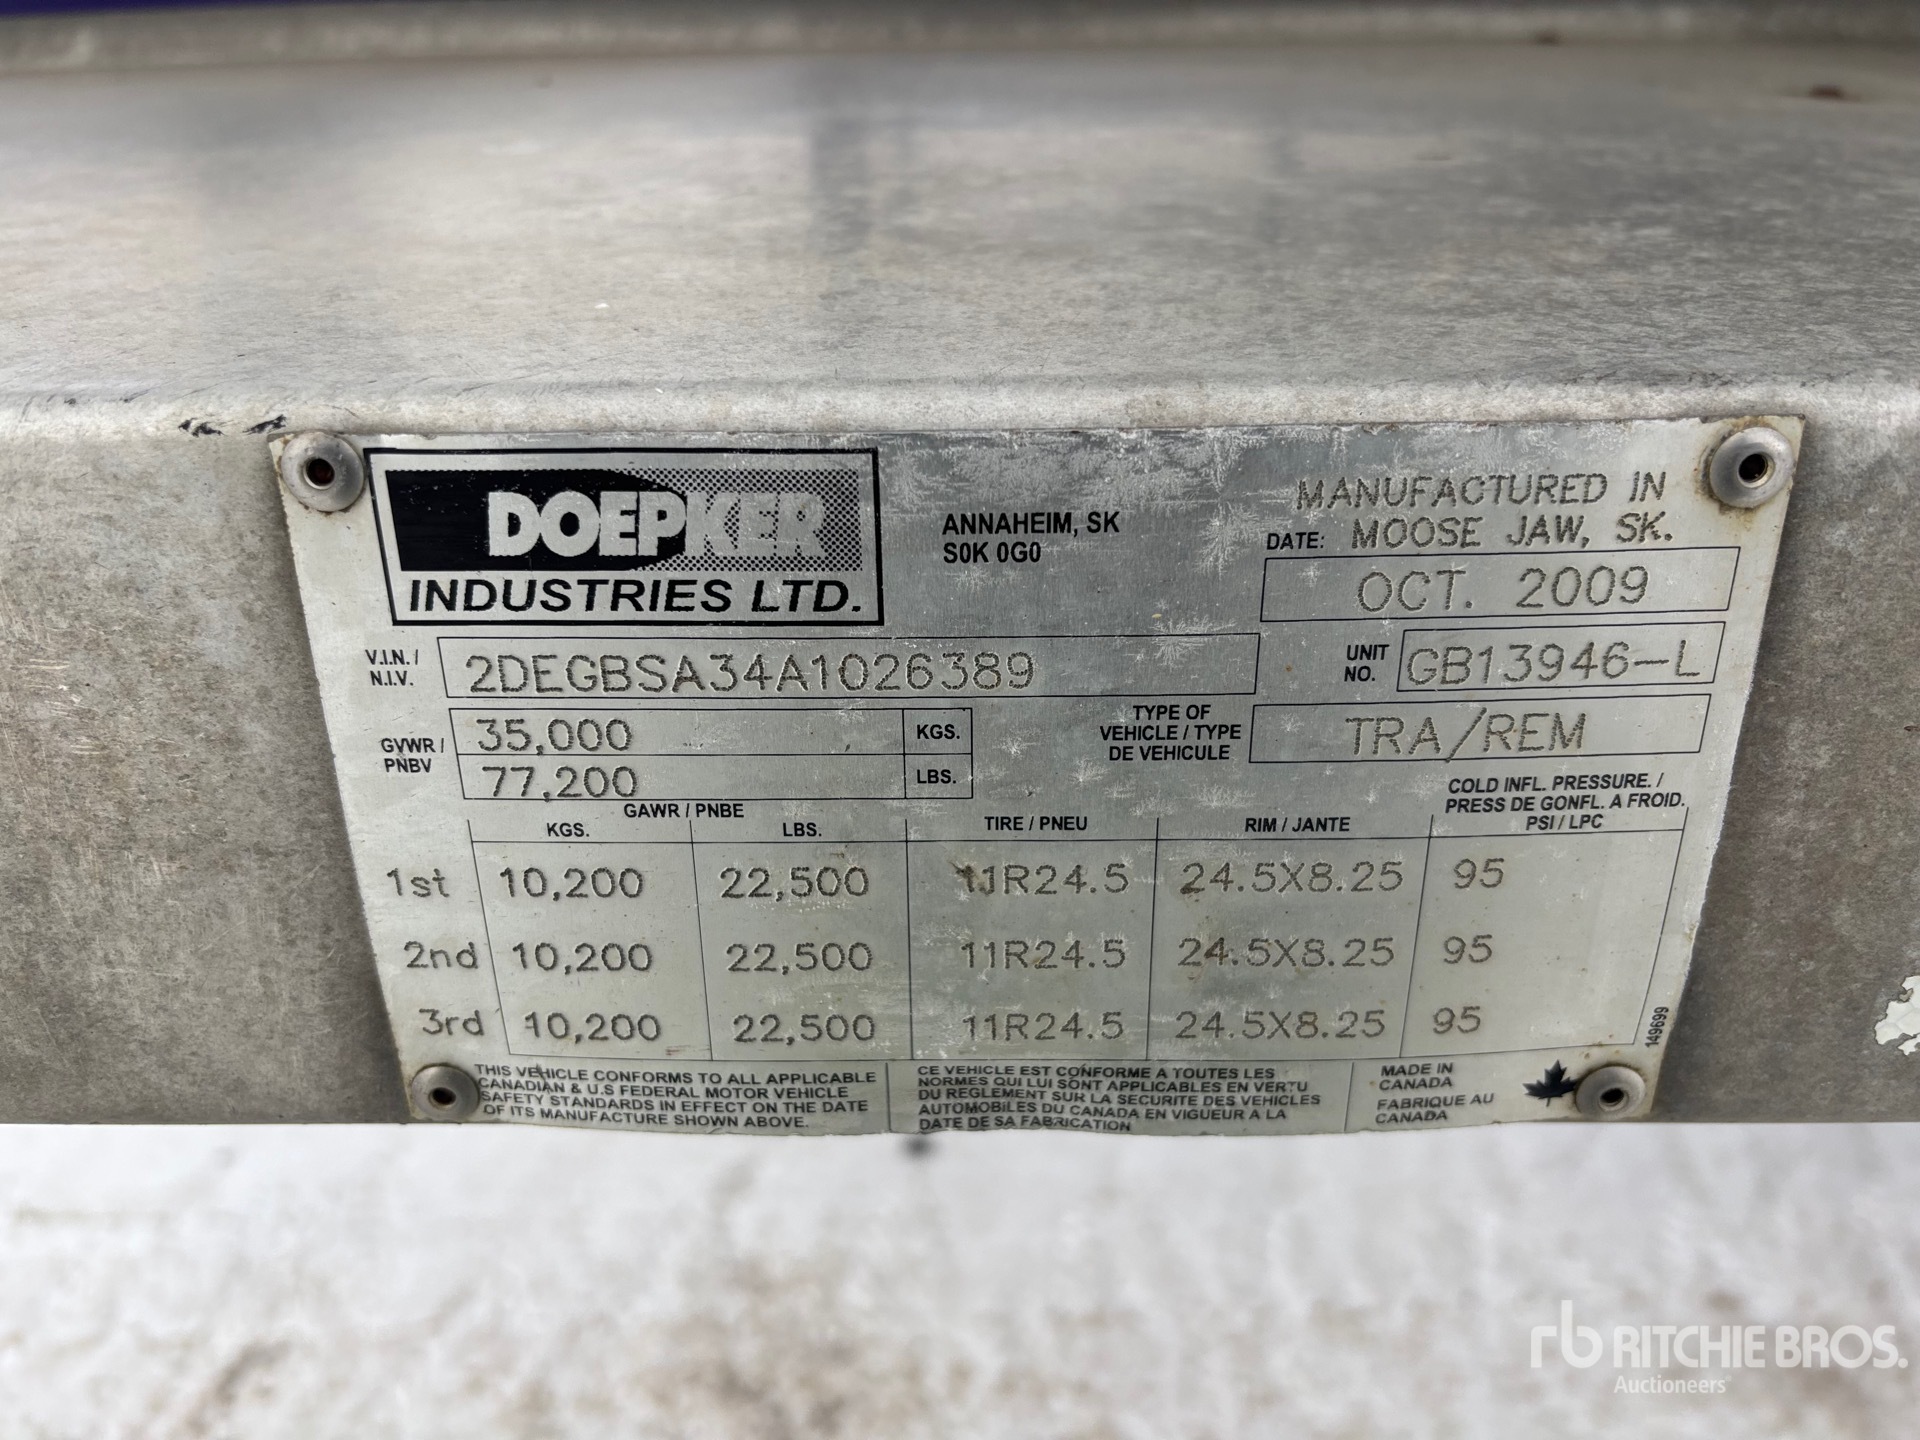 DOEPKER
INDUSTRIES LTD.
ANNAHEIM, SK
S0K 0G0
MANUFACTURED IN
DATE: MOOSE JAW, SK.
OCT. 2009
V.I.N. /
N.I.V.
2DEGBSA34A1026389
UNIT
NO.
GB13946-L
GVWR /
PNBV
35,000 KGS.
77,200 LBS.
TYPE OF
VEHICLE / TYPE
DE VEHICULE
TRA/REM
GAWR / PNBE
KGS. LBS. TIRE / PNEU RIM / JANTE
COLD INFL. PRESSURE. /
PRESS DE GONFL. A FROID.
PSI / LPC
1st 10,200 22,500 11R24.5 24.5X8.25 95
2nd 10,200 22,500 11R24.5 24.5X8.25 95
3rd 10,200 22,500 11R24.5 24.5X8.25 95
149699
THIS VEHICLE CONFORMS TO ALL APPLICABLE
CANADIAN & U.S FEDERAL MOTOR VEHICLE
SAFETY STANDARDS IN EFFECT ON THE DATE
OF ITS MANUFACTURE SHOWN ABOVE.
CE VEHICLE EST CONFORME A TOUTES LES
NORMES QUI LUI SONT APPLICABLES EN VERTU
DU REGLEMENT SUR LA SECURITE DES VEHICLES
AUTOMOBILES DU CANADA EN VIGUEUR A LA
DATE DE SA FABRICATION
MADE IN
CANADA
FABRIQUE AU
CANADA
rb RITCHIE BROS.
Auctioneers